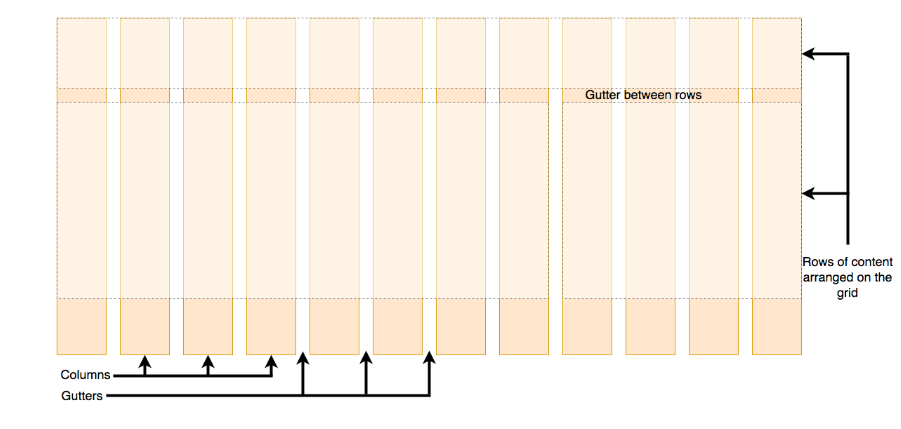 Gutter between rows
Rows of content
arranged on the
grid
Columns
Gutters